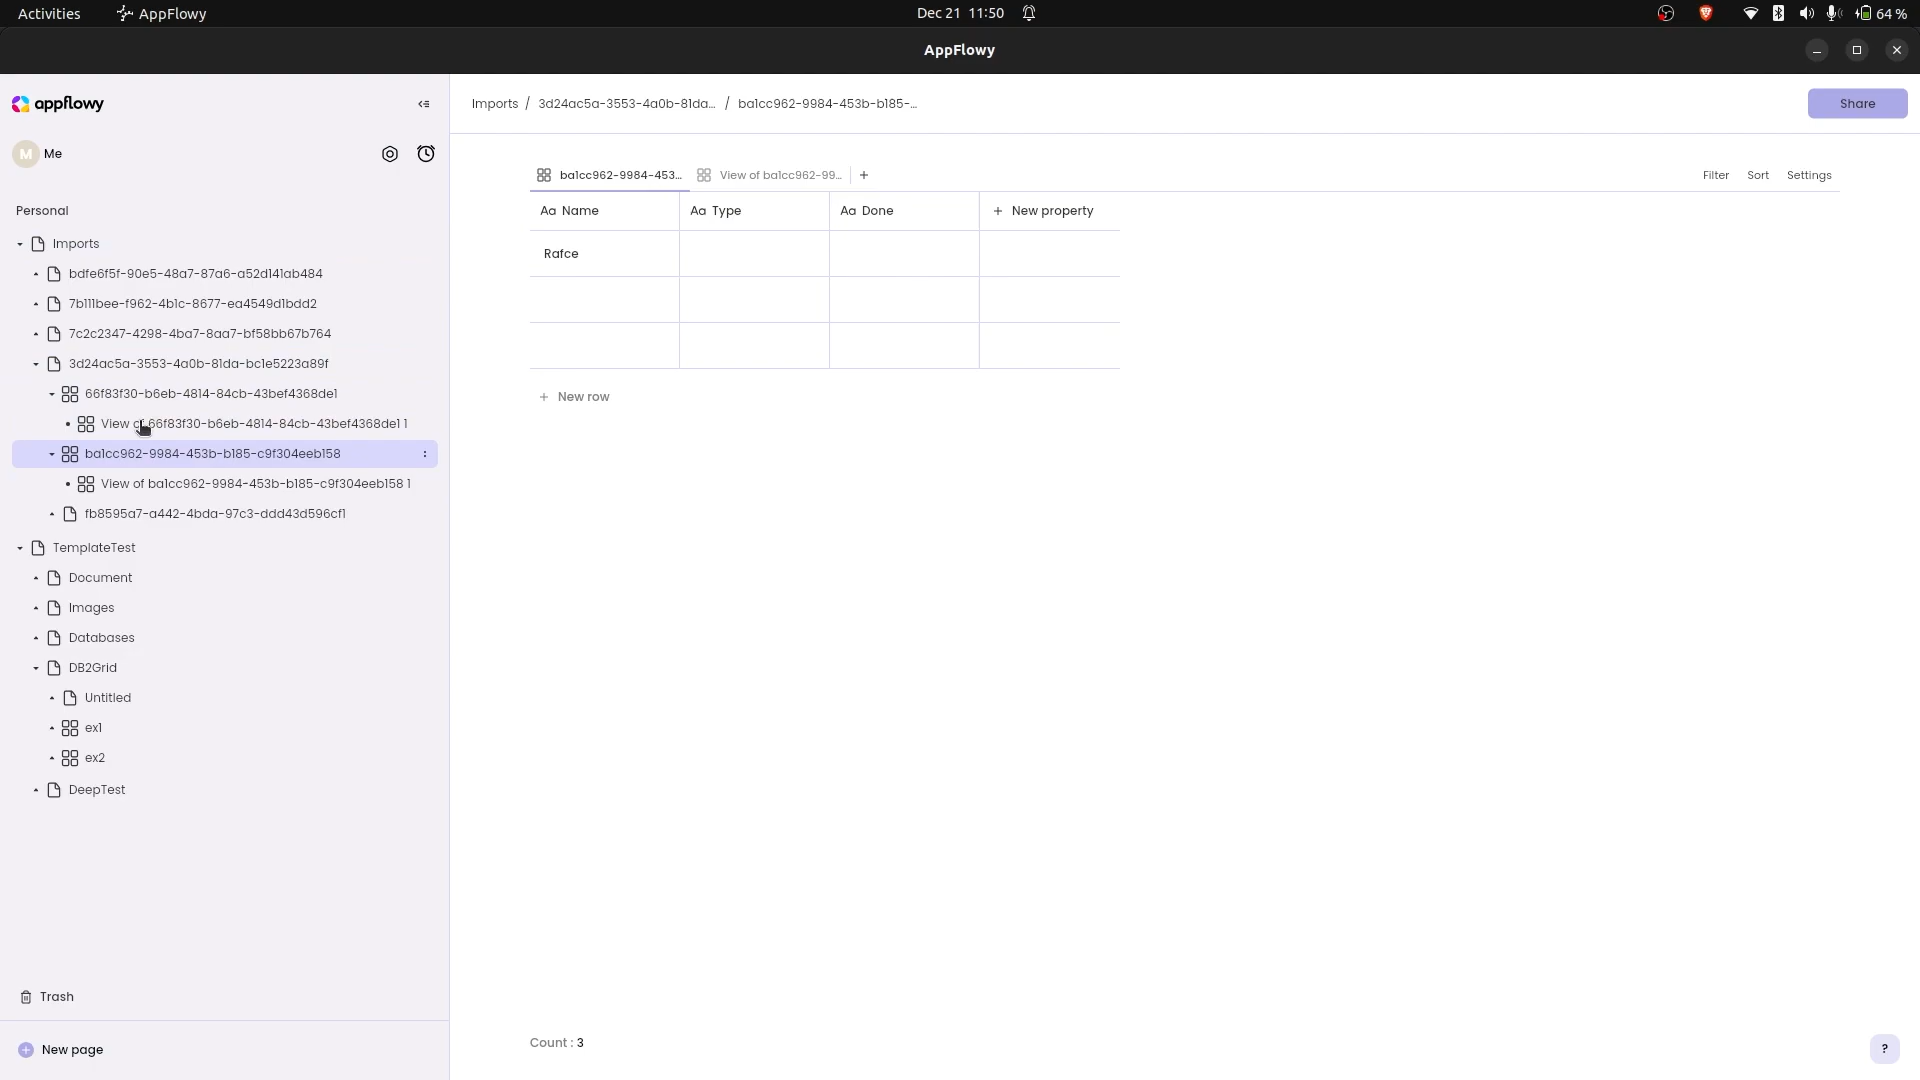 Activities AppFlowy Dec 21 11:50 64 %
AppFlowy
appflowy
Imports / 3d24ac5a-3553-4a0b-81da... / ba1cc962-9984-453b-b185-...
Share
M Me
ba1cc962-9984-453... View of ba1cc962-99... + Filter Sort Settings
Personal
Aa Name Aa Type Aa Done + New property
Imports
Rafce
bdfe6f5f-90e5-48a7-87a6-a52d141ab484
7b111bee-f962-4b1c-8677-ea4549d1bdd2
7c2c2347-4298-4ba7-8aa7-bf58bb67b764
3d24ac5a-3553-4a0b-81da-bc1e5223a89f
66f83f30-b6eb-4814-84cb-43bef4368de1
+ New row
View of 66f83f30-b6eb-4814-84cb-43bef4368de1 1
ba1cc962-9984-453b-b185-c9f304eeb158
View of ba1cc962-9984-453b-b185-c9f304eeb158 1
fb8595a7-a442-4bda-97c3-ddd43d596cf1
TemplateTest
Document
Images
Databases
DB2Grid
Untitled
ex1
ex2
DeepTest
Trash
New page
Count : 3
?